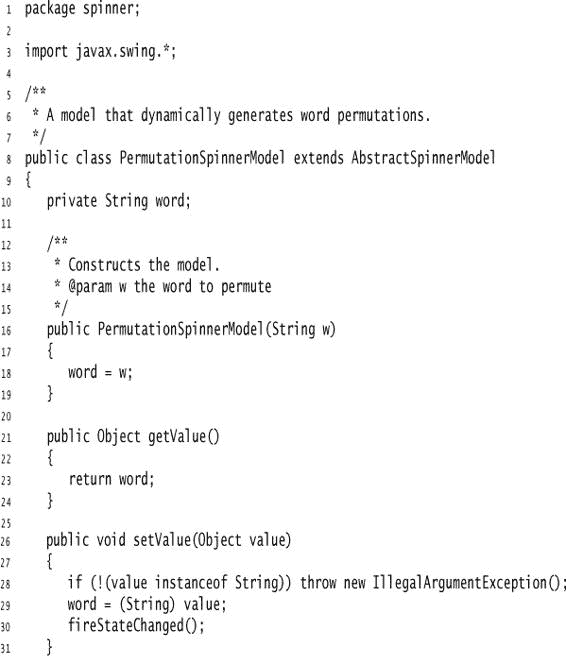 1 package spinner;
2
3 import javax.swing.*;
4
5 /**
6  * A model that dynamically generates word permutations.
7  */
8 public class PermutationSpinnerModel extends AbstractSpinnerModel
9 {
10    private String word;
11
12    /**
13     * Constructs the model.
14     * @param w the word to permute
15     */
16    public PermutationSpinnerModel(String w)
17    {
18       word = w;
19    }
20
21    public Object getValue()
22    {
23       return word;
24    }
25
26    public void setValue(Object value)
27    {
28       if (!(value instanceof String)) throw new IllegalArgumentException();
29       word = (String) value;
30       fireStateChanged();
31    }